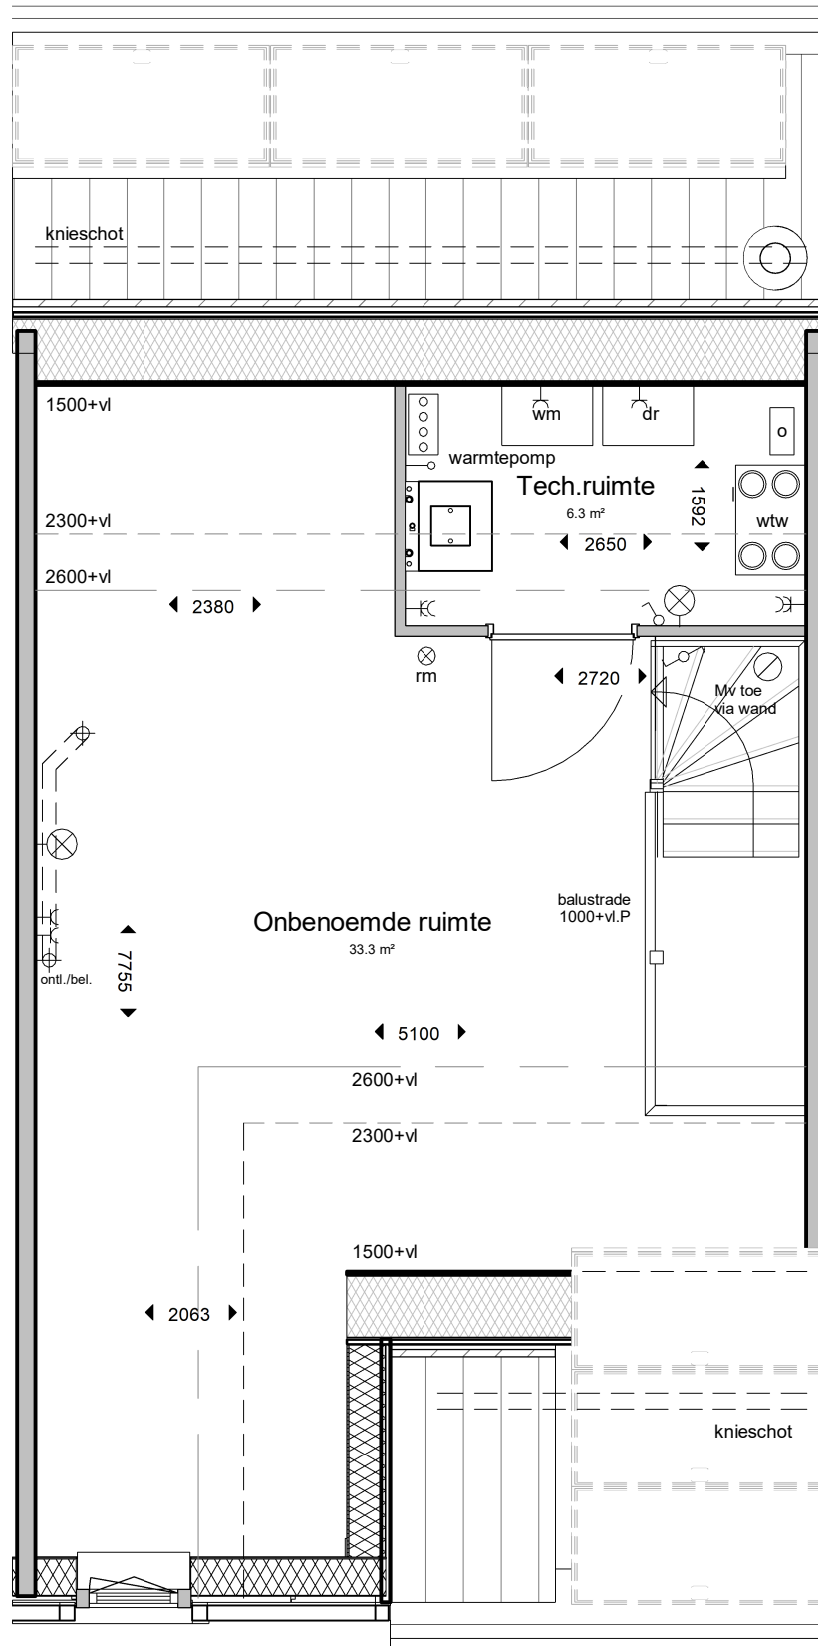 knieschot
1500+vl
wm
dr
o
warmtepomp
Tech.ruimte
6.3 m²
1592
2300+vl
wtw
2650
2600+vl
2380
rm
2720
Mv toe
via wand
balustrade
1000+vl.P
Onbenoemde ruimte
33.3 m²
7755
ontl./bel.
5100
2600+vl
2300+vl
1500+vl
2063
knieschot